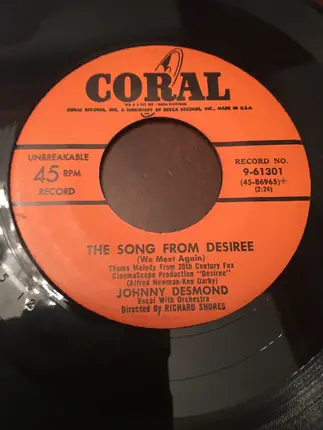 CORAL
CORAL RECORDS, INC. A SUBSIDIARY OF DECCA RECORDS, INC., MADE IN U.S.A.
UNBREAKABLE
45 RPM
RECORD
RECORD NO.
9-61301
(45-86965)
(2:24)
THE SONG FROM DESIREE
(We Meet Again)
Theme Melody From 20th Century Fox
CinemaScope Production "Desiree"
(Alfred Newman-Ken Darby)
JOHNNY DESMOND
Vocal With Orchestra
Directed By RICHARD SHORES